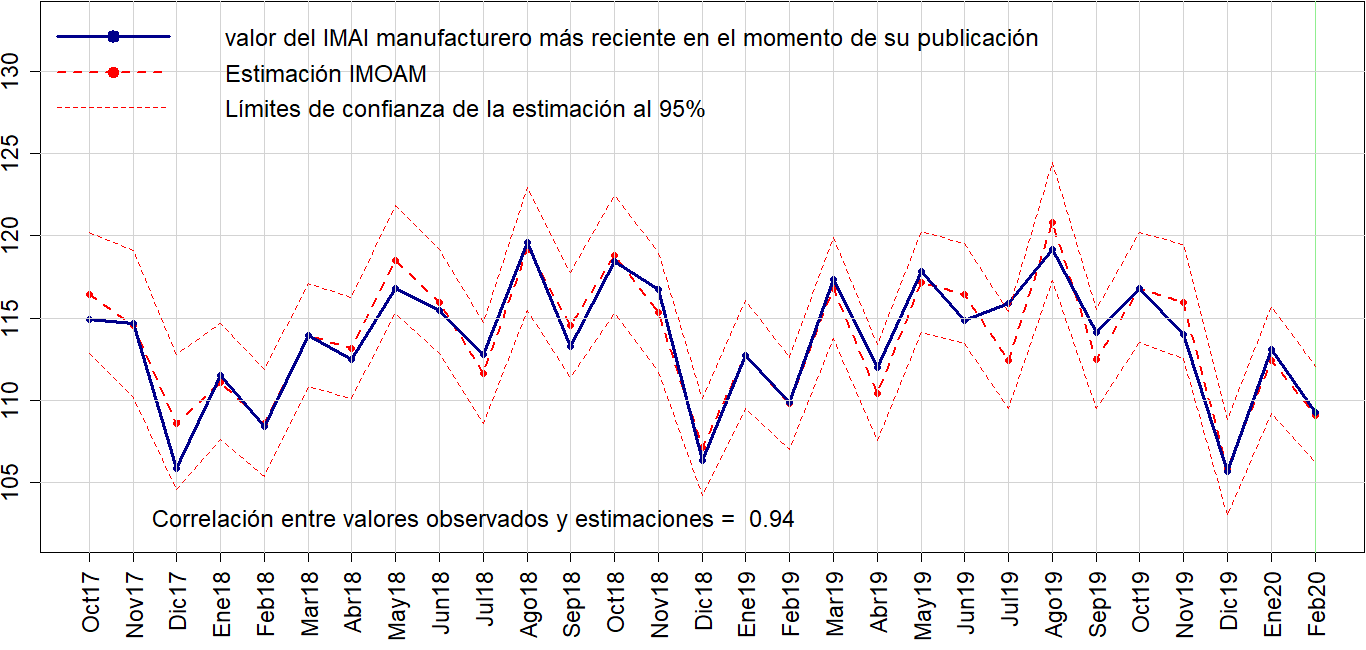 valor del IMAI manufacturero más reciente en el momento de su publicación
Estimación IMOAM
Límites de confianza de la estimación al 95%
130
125
120
115
110
105
Correlación entre valores observados y estimaciones = 0.94
Oct17 Nov17 Dic17 Ene18 Feb18 Mar18 Abr18 May18 Jun18 Jul18 Ago18 Sep18 Oct18 Nov18 Dic18 Ene19 Feb19 Mar19 Abr19 May19 Jun19 Jul19 Ago19 Sep19 Oct19 Nov19 Dic19 Ene20 Feb20